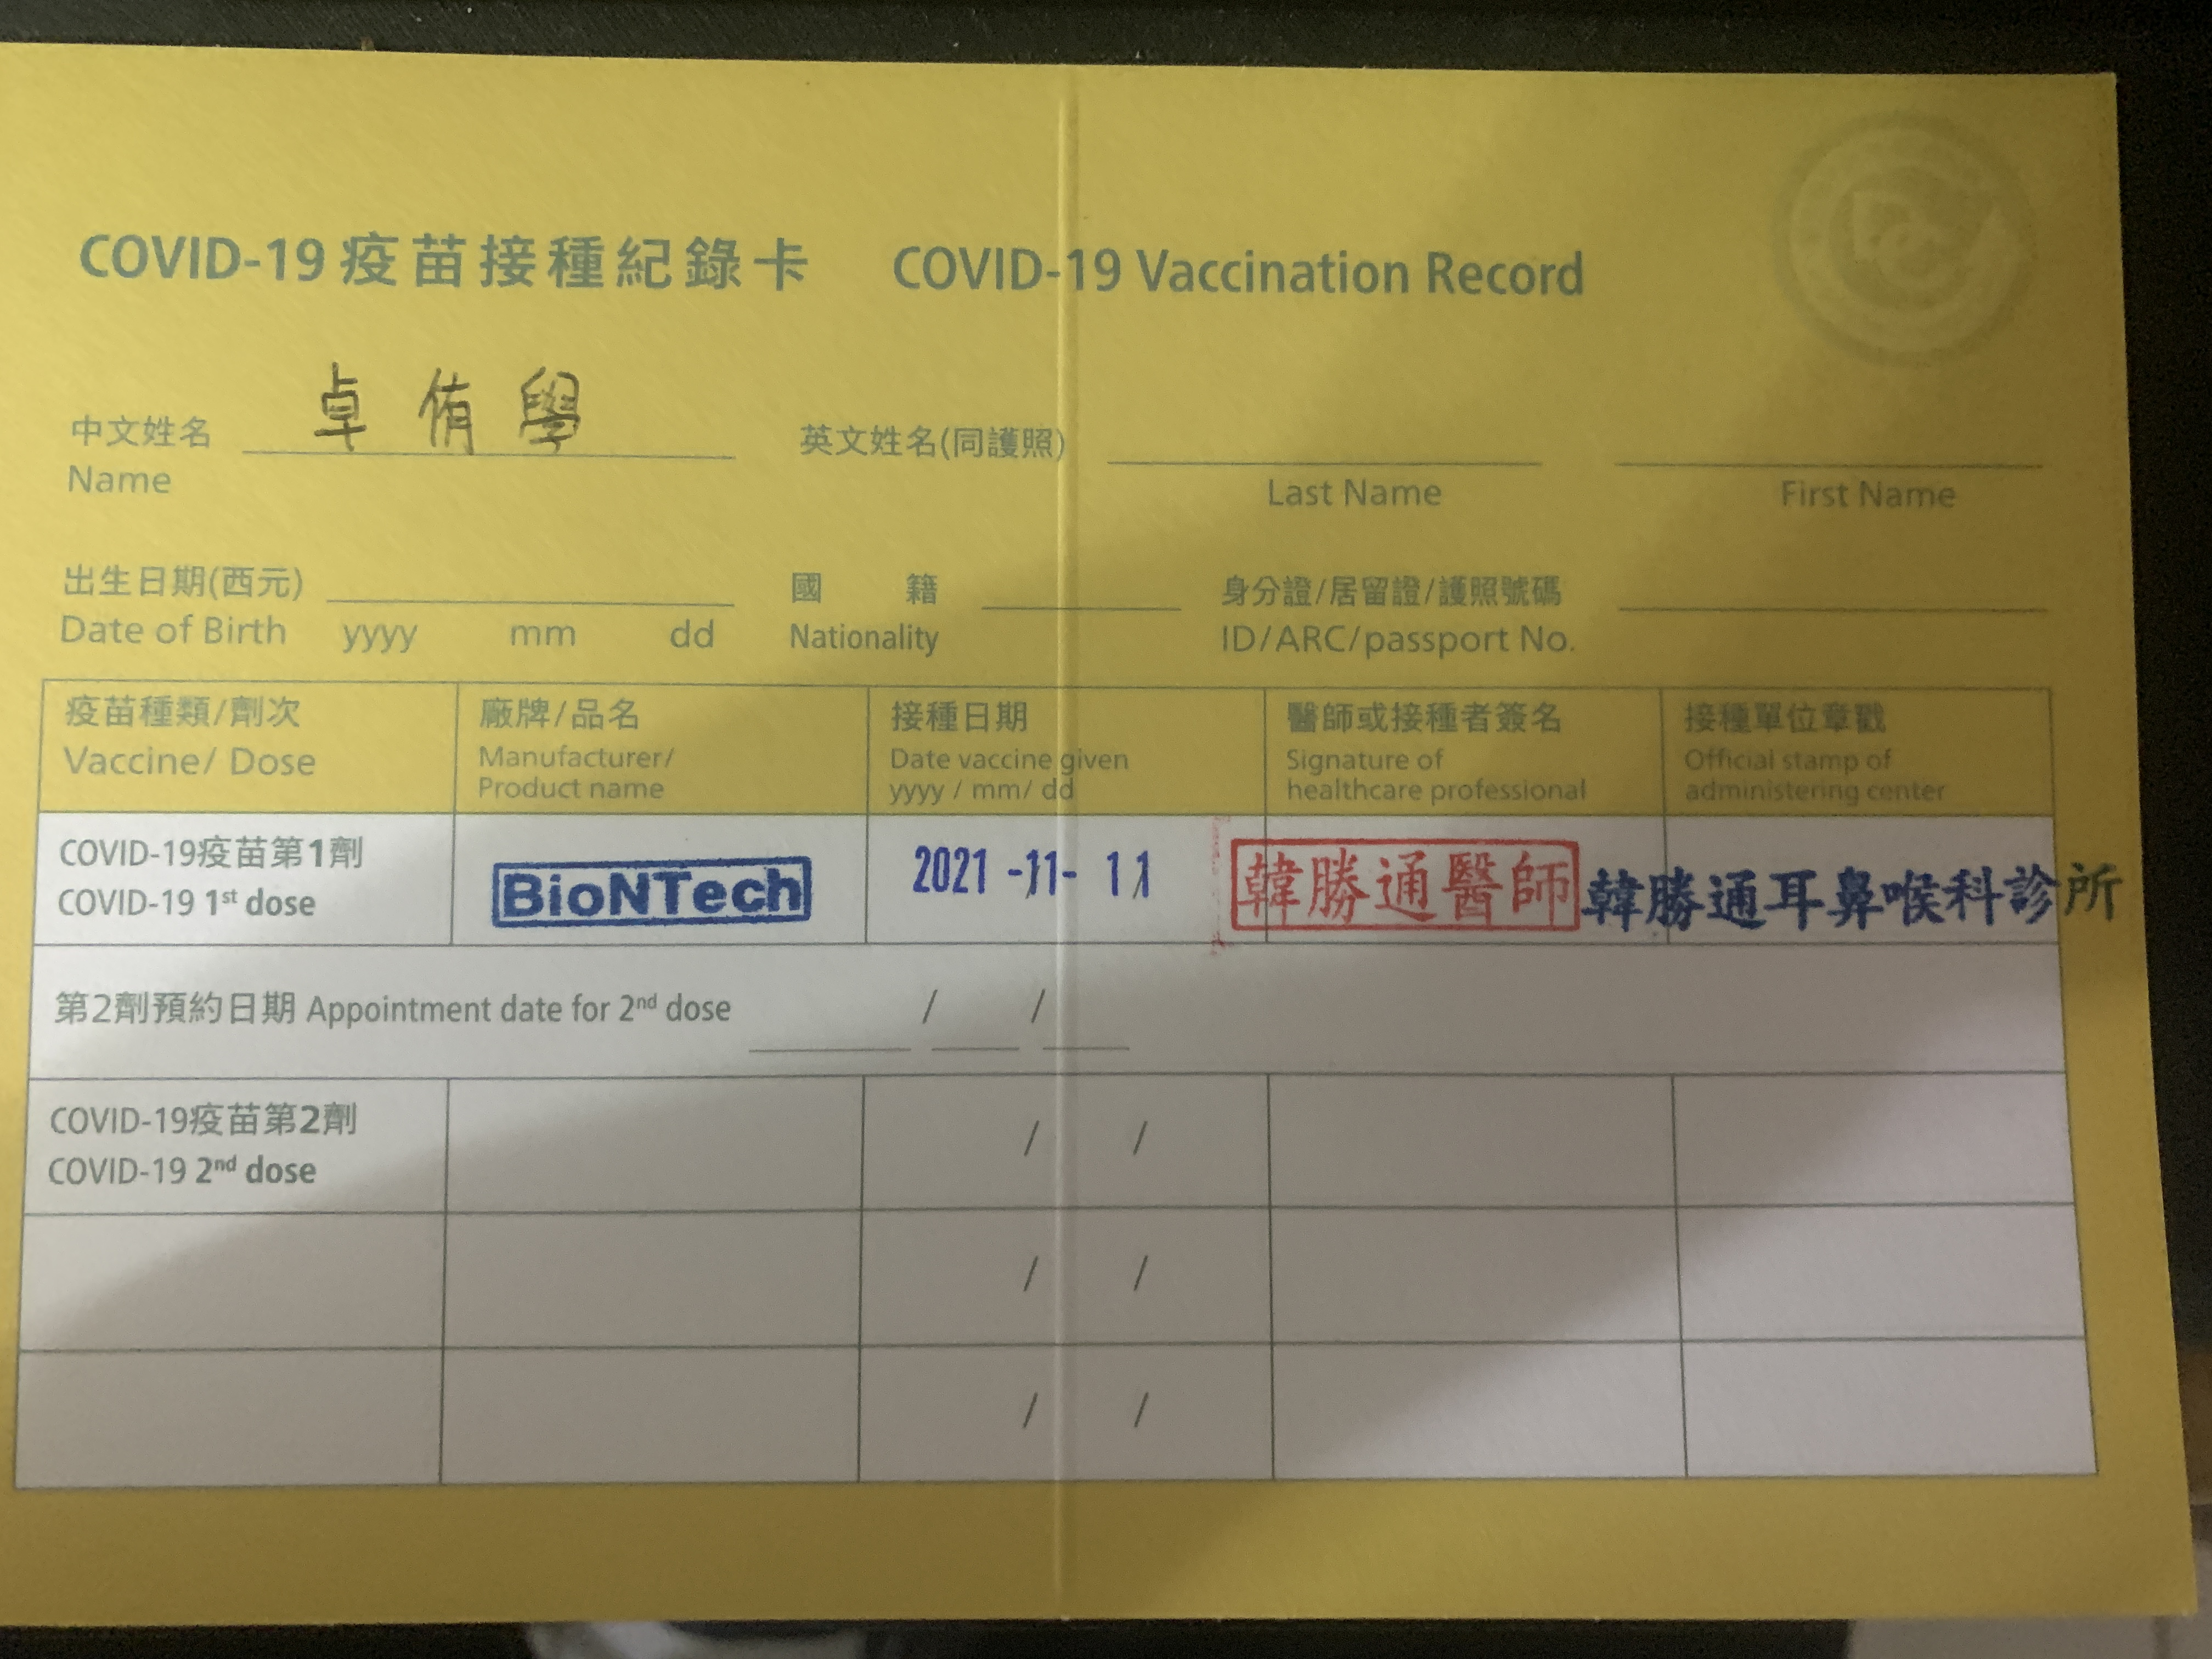 COVID-19疫苗接種紀錄卡 COVID-19 Vaccination Record
中文姓名 卓 脩 學 英文姓名(同護照)
Name Last Name First Name
出生日期(西元) 國 籍 身分證/居留證/護照號碼
Date of Birth yyyy mm dd Nationality ID/ARC/passport No.
疫苗種類/劑次 廠牌/品名 接種日期 醫師或接種者簽名 接種單位章戳
Vaccine/ Dose Manufacturer/ Date vaccine given Signature of Official stamp of
Product name yyyy / mm/ dd healthcare professional administering center
COVID-19疫苗第1劑 BioNTech 2021 -11- 11 韓勝通醫師 韓勝通耳鼻喉科診所
COVID-19 1st dose
第2劑預約日期 Appointment date for 2nd dose / /
COVID-19疫苗第2劑 / /
COVID-19 2nd dose
/ /
/ /